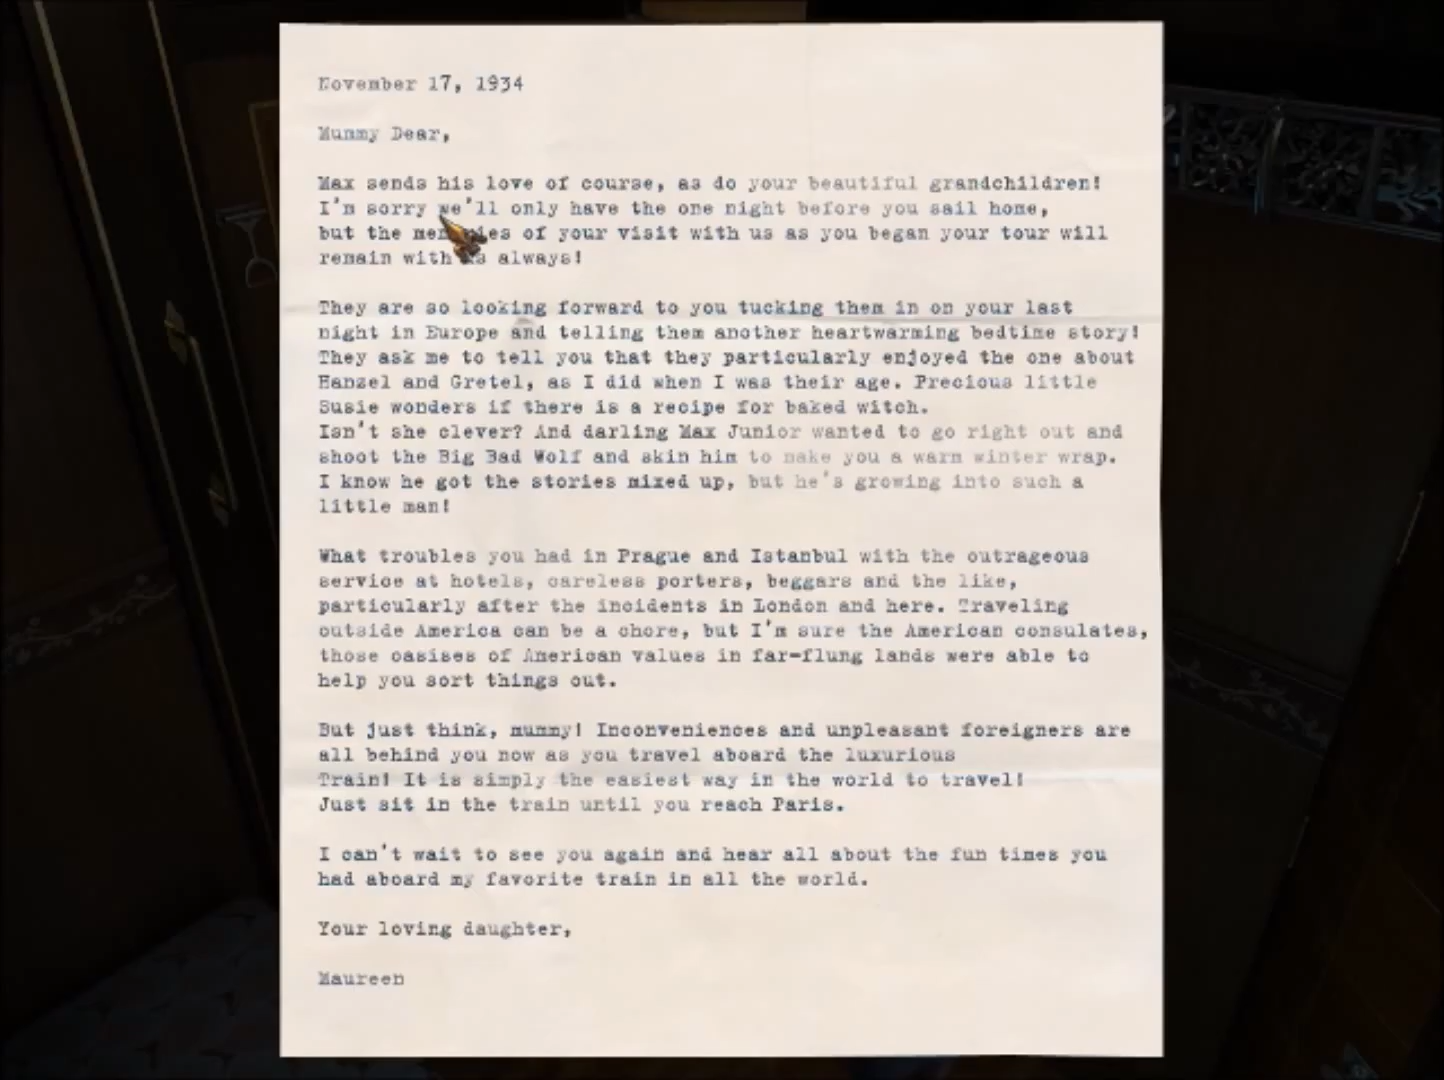 November 17, 1934
Mummy Dear,
Max sends his love of course, as do your beautiful grandchildren!
I'm sorry we'll only have the one night before you sail home,
but the memories of your visit with us as you began your tour will
remain with us always!
They are so looking forward to you tucking them in on your last
night in Europe and telling them another heartwarming bedtime story!
They ask me to tell you that they particularly enjoyed the one about
Hanzel and Gretel, as I did when I was their age. Precious little
Susie wonders if there is a recipe for baked witch.
Isn't she clever? And darling Max Junior wanted to go right out and
shoot the Big Bad Wolf and skin him to make you a warm winter wrap.
I know he got the stories mixed up, but he's growing into such a
little man!
What troubles you had in Prague and Istanbul with the outrageous
service at hotels, careless porters, beggars and the like,
particularly after the incidents in London and here. Traveling
outside America can be a chore, but I'm sure the American consulates,
those oasises of American values in far-flung lands were able to
help you sort things out.
But just think, mummy! Inconveniences and unpleasant foreigners are
all behind you now as you travel aboard the luxurious
Train! It is simply the easiest way in the world to travel!
Just sit in the train until you reach Paris.
I can't wait to see you again and hear all about the fun times you
had aboard my favorite train in all the world.
Your loving daughter,
Maureen